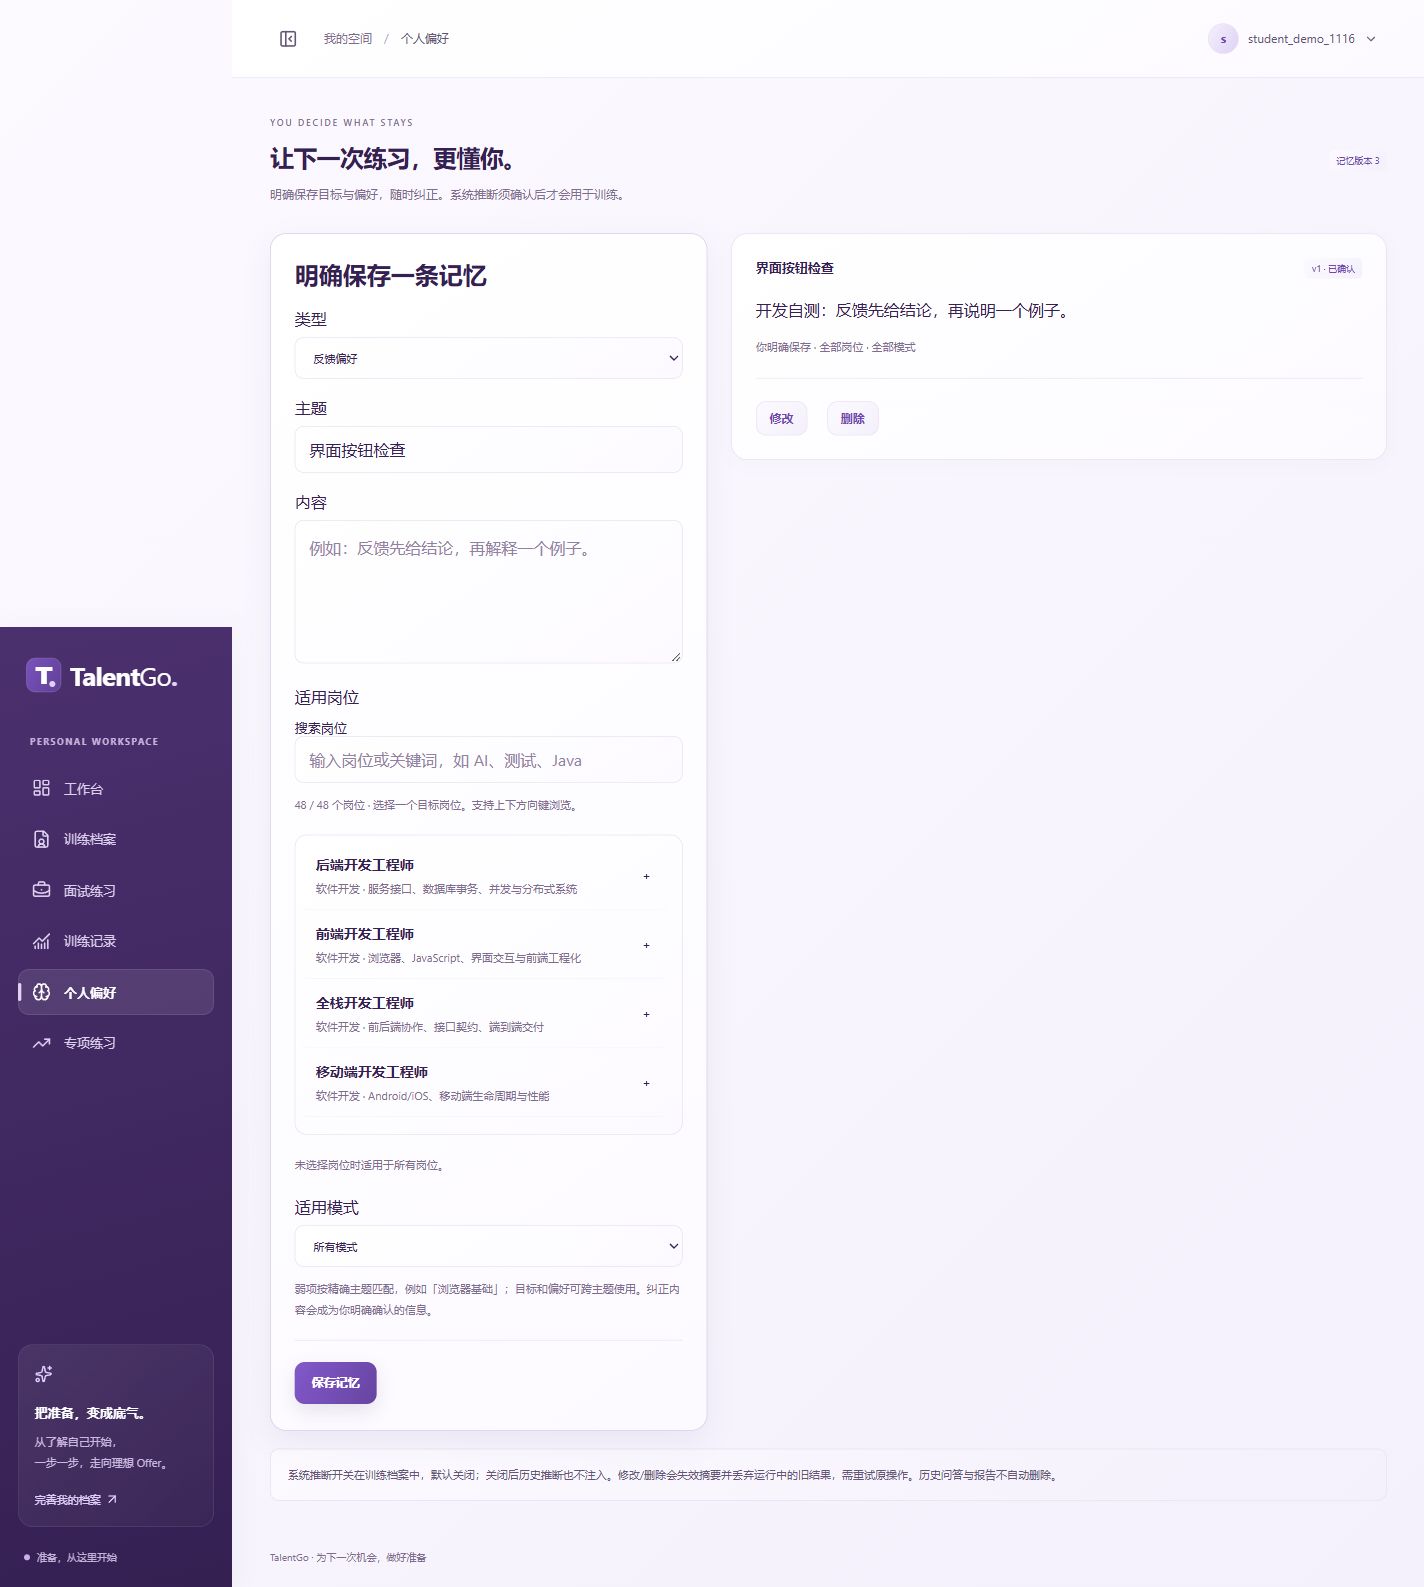 我的空间 / 个人偏好
s student_demo_1116
YOU DECIDE WHAT STAYS
让下一次练习，更懂你。
记忆版本 3
明确保存目标与偏好，随时纠正。系统推断须确认后才会用于训练。
明确保存一条记忆
类型
反馈偏好
主题
界面按钮检查
内容
例如：反馈先给结论，再解释一个例子。
适用岗位
搜索岗位
输入岗位或关键词，如 AI、测试、Java
48 / 48 个岗位 · 选择一个目标岗位。支持上下方向键浏览。
后端开发工程师
软件开发 · 服务接口、数据库事务、并发与分布式系统
+
前端开发工程师
软件开发 · 浏览器、JavaScript、界面交互与前端工程化
+
全栈开发工程师
软件开发 · 前后端协作、接口契约、端到端交付
+
移动端开发工程师
软件开发 · Android/iOS、移动端生命周期与性能
+
未选择岗位时适用于所有岗位。
适用模式
所有模式
弱项按精确主题匹配，例如「浏览器基础」；目标和偏好可跨主题使用。纠正内
容会成为你明确确认的信息。
保存记忆
界面按钮检查
v1 · 已确认
开发自测：反馈先给结论，再说明一个例子。
你明确保存 · 全部岗位 · 全部模式
修改
删除
系统推断开关在训练档案中，默认关闭；关闭后历史推断也不注入。修改/删除会失效摘要并丢弃运行中的旧结果，需重试原操作。历史问答与报告不自动删除。
TalentGo · 为下一次机会，做好准备
T. TalentGo.
PERSONAL WORKSPACE
工作台
训练档案
面试练习
训练记录
个人偏好
专项练习
把准备，变成底气。
从了解自己开始，
一步一步，走向理想 Offer。
完善我的档案
准备，从这里开始